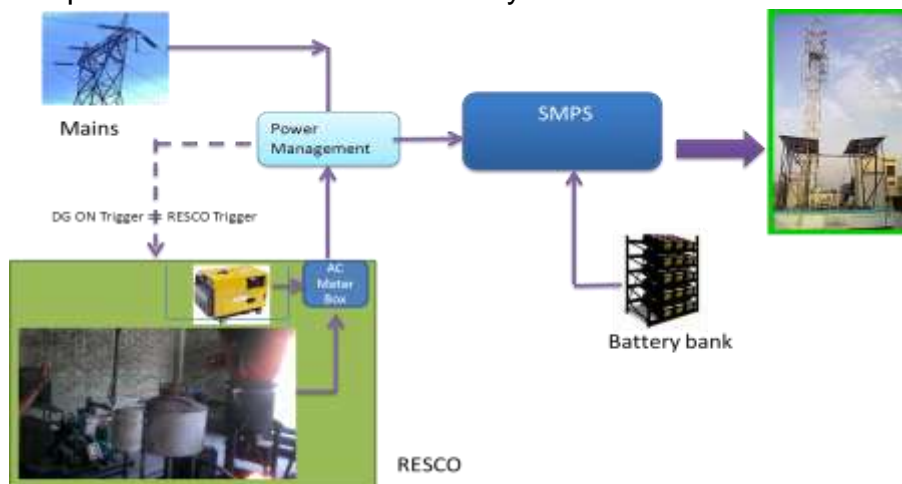 Mains
Power
Management
SMPS
DG ON Trigger
RESCO Trigger
AC
Meter
Box
Battery bank
RESCO